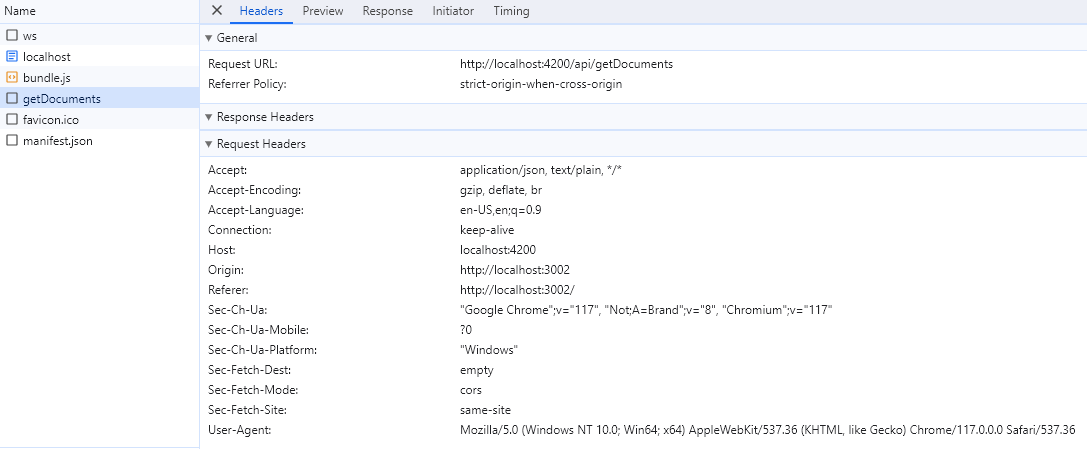 Name
Headers Preview Response Initiator Timing
ws
localhost
bundle.js
getDocuments
favicon.ico
manifest.json
General
Request URL: http://localhost:4200/api/getDocuments
Referrer Policy: strict-origin-when-cross-origin
Response Headers
Request Headers
Accept: application/json, text/plain, */*
Accept-Encoding: gzip, deflate, br
Accept-Language: en-US,en;q=0.9
Connection: keep-alive
Host: localhost:4200
Origin: http://localhost:3002
Referer: http://localhost:3002/
Sec-Ch-Ua: "Google Chrome";v="117", "Not;A=Brand";v="8", "Chromium";v="117"
Sec-Ch-Ua-Mobile: ?0
Sec-Ch-Ua-Platform: "Windows"
Sec-Fetch-Dest: empty
Sec-Fetch-Mode: cors
Sec-Fetch-Site: same-site
User-Agent: Mozilla/5.0 (Windows NT 10.0; Win64; x64) AppleWebKit/537.36 (KHTML, like Gecko) Chrome/117.0.0.0 Safari/537.36